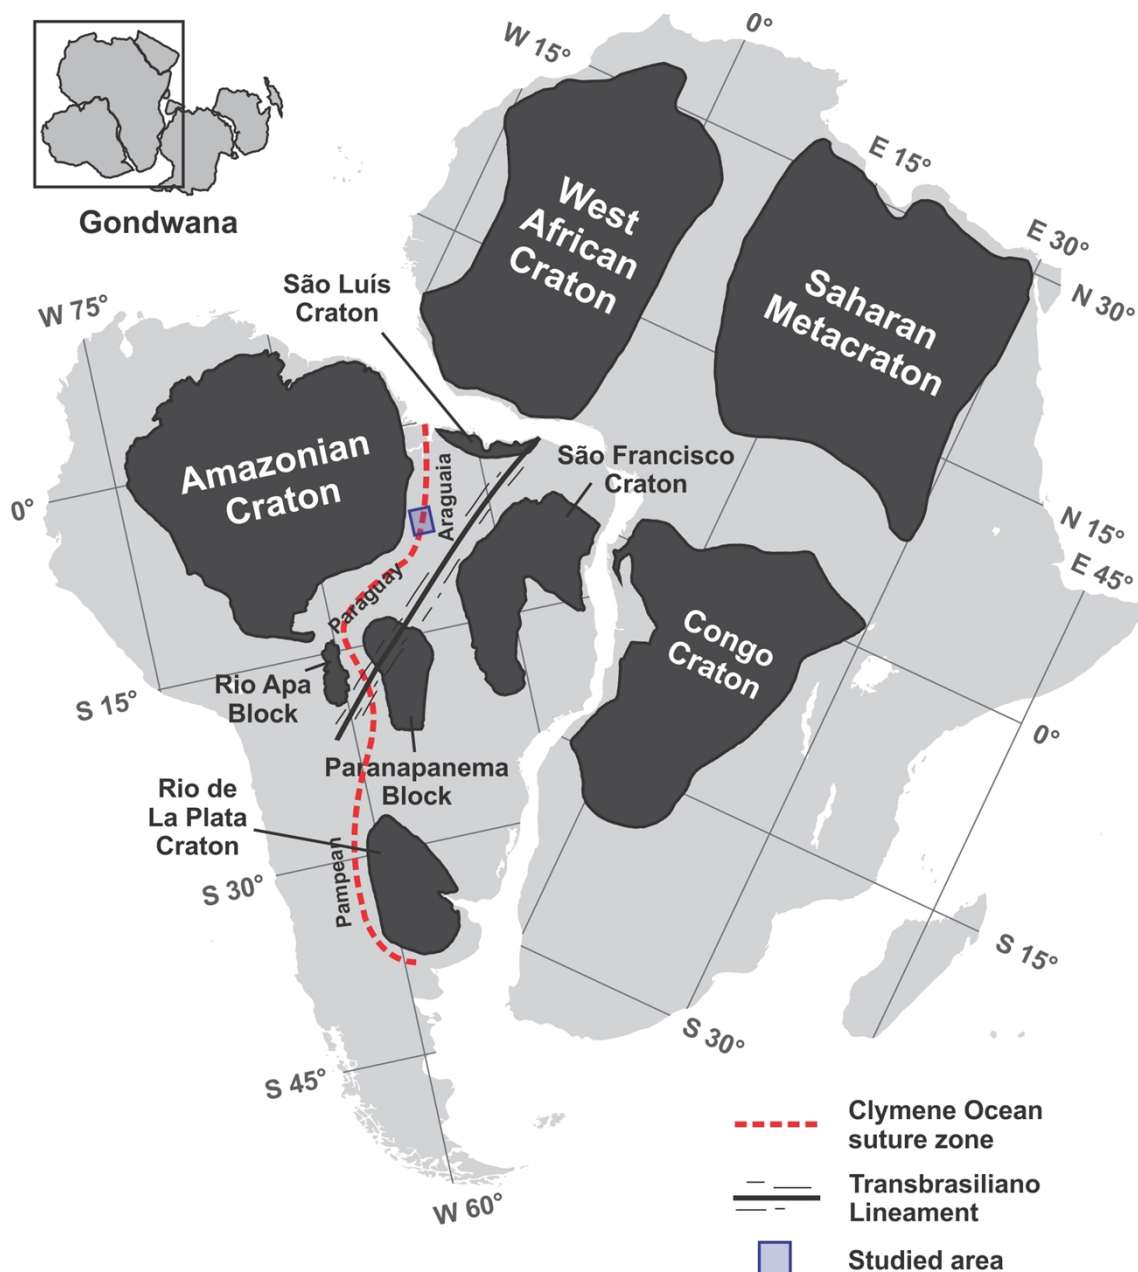 Gondwana
W 15°
0°
E 15°
E 30°
N 30°
West
African
Craton
Saharan
Metacraton
São Luís
Craton
W 75°
Amazonian
Craton
São Francisco
Craton
Araguaia
0°
N 15°
E 45°
Paraguay
Congo
Craton
Rio Apa
Block
S 15°
0°
Paranapanema
Block
Rio de
La Plata
Craton
Pampean
S 30°
S 15°
S 30°
S 45°
W 60°
Clymene Ocean
suture zone
Transbrasiliano
Lineament
Studied area